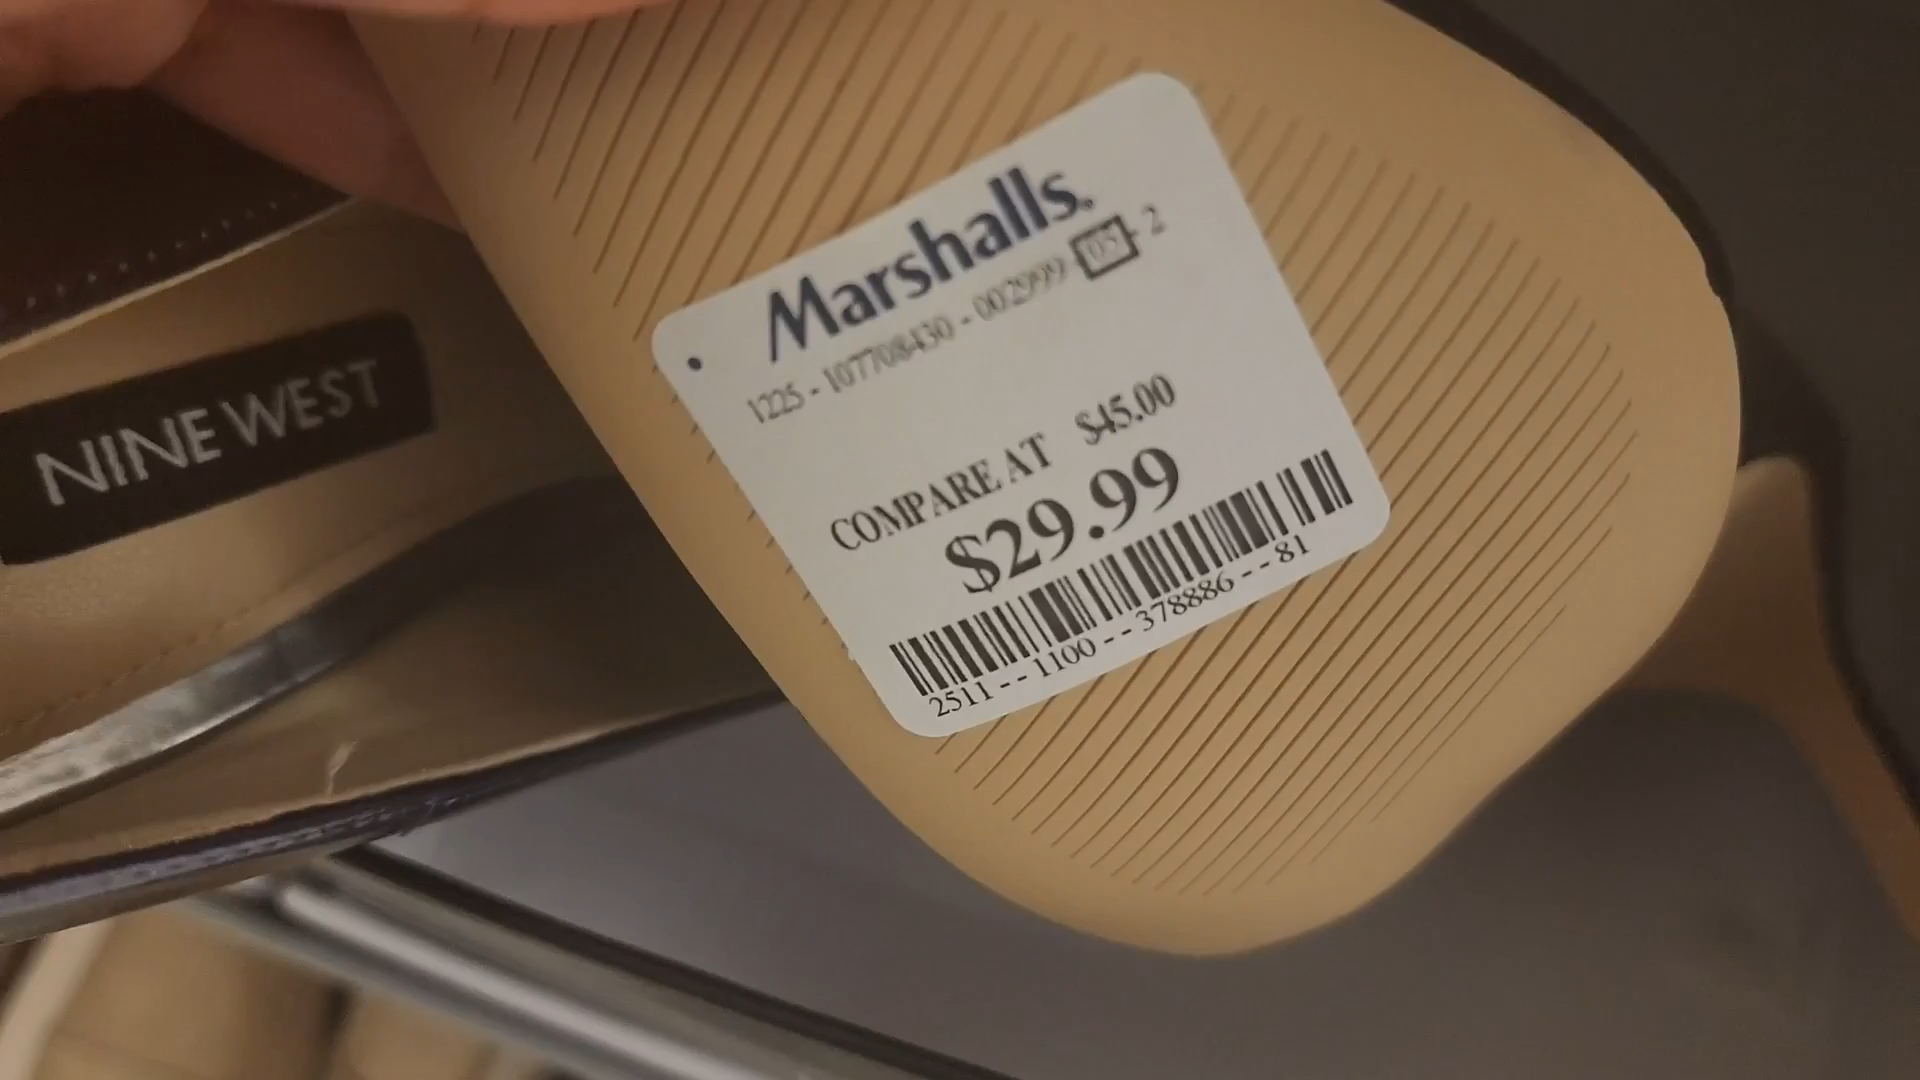 NINE WEST
Marshalls.
1225 - 107708430 - 002999 - 05 - 2
COMPARE AT $45.00
$29.99
2511--1100--378886--81